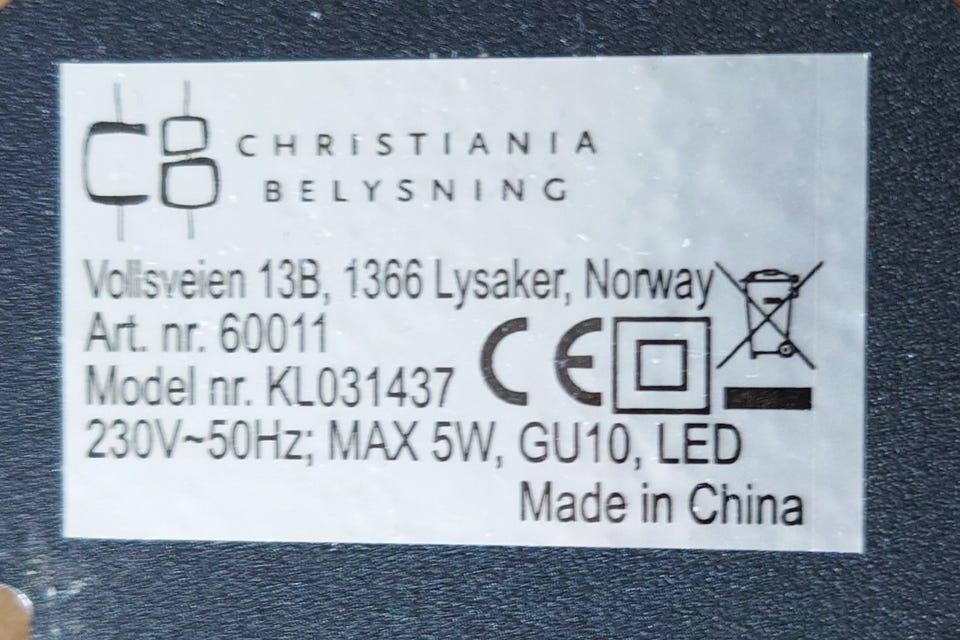 CB CHRiSTIANIA
BELYSNING
Vollsveien 13B, 1366 Lysaker, Norway
Art. nr. 60011
CE
Model nr. KL031437
230V~50Hz; MAX 5W, GU10, LED
Made in China